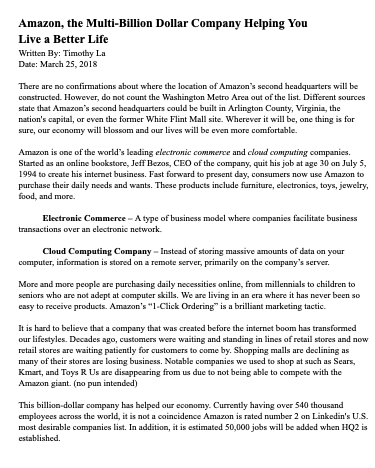 Amazon, the Multi-Billion Dollar Company Helping You
Live a Better Life
Written By: Timothy La
Date: March 25, 2018
There are no confirmations about where the location of Amazon's second headquarters will be
constructed. However, do not count the Washington Metro Area out of the list. Different sources
state that Amazon's second headquarters could be built in Arlington County, Virginia, the
nation's capital, or even the former White Flint Mall site. Wherever it will be, one thing is for
sure, our economy will blossom and our lives will be even more comfortable.
Amazon is one of the world's leading electronic commerce and cloud computing companies.
Started as an online bookstore, Jeff Bezos, CEO of the company, quit his job at age 30 on July 5,
1994 to create his internet business. Fast forward to present day, consumers now use Amazon to
purchase their daily needs and wants. These products include furniture, electronics, toys, jewelry,
food, and more.
Electronic Commerce – A type of business model where companies facilitate business
transactions over an electronic network.
Cloud Computing Company – Instead of storing massive amounts of data on your
computer, information is stored on a remote server, primarily on the company's server.
More and more people are purchasing daily necessities online, from millennials to children to
seniors who are not adept at computer skills. We are living in an era where it has never been so
easy to receive products. Amazon's “1-Click Ordering” is a brilliant marketing tactic.
It is hard to believe that a company that was created before the internet boom has transformed
our lifestyles. Decades ago, customers were waiting and standing in lines of retail stores and now
retail stores are waiting patiently for customers to come by. Shopping malls are declining as
many of their stores are losing business. Notable companies we used to shop at such as Sears,
Kmart, and Toys R Us are disappearing from us due to not being able to compete with the
Amazon giant. (no pun intended)
This billion-dollar company has helped our economy. Currently having over 540 thousand
employees across the world, it is not a coincidence Amazon is rated number 2 on Linkedin's U.S.
most desirable companies list. In addition, it is estimated 50,000 jobs will be added when HQ2 is
established.